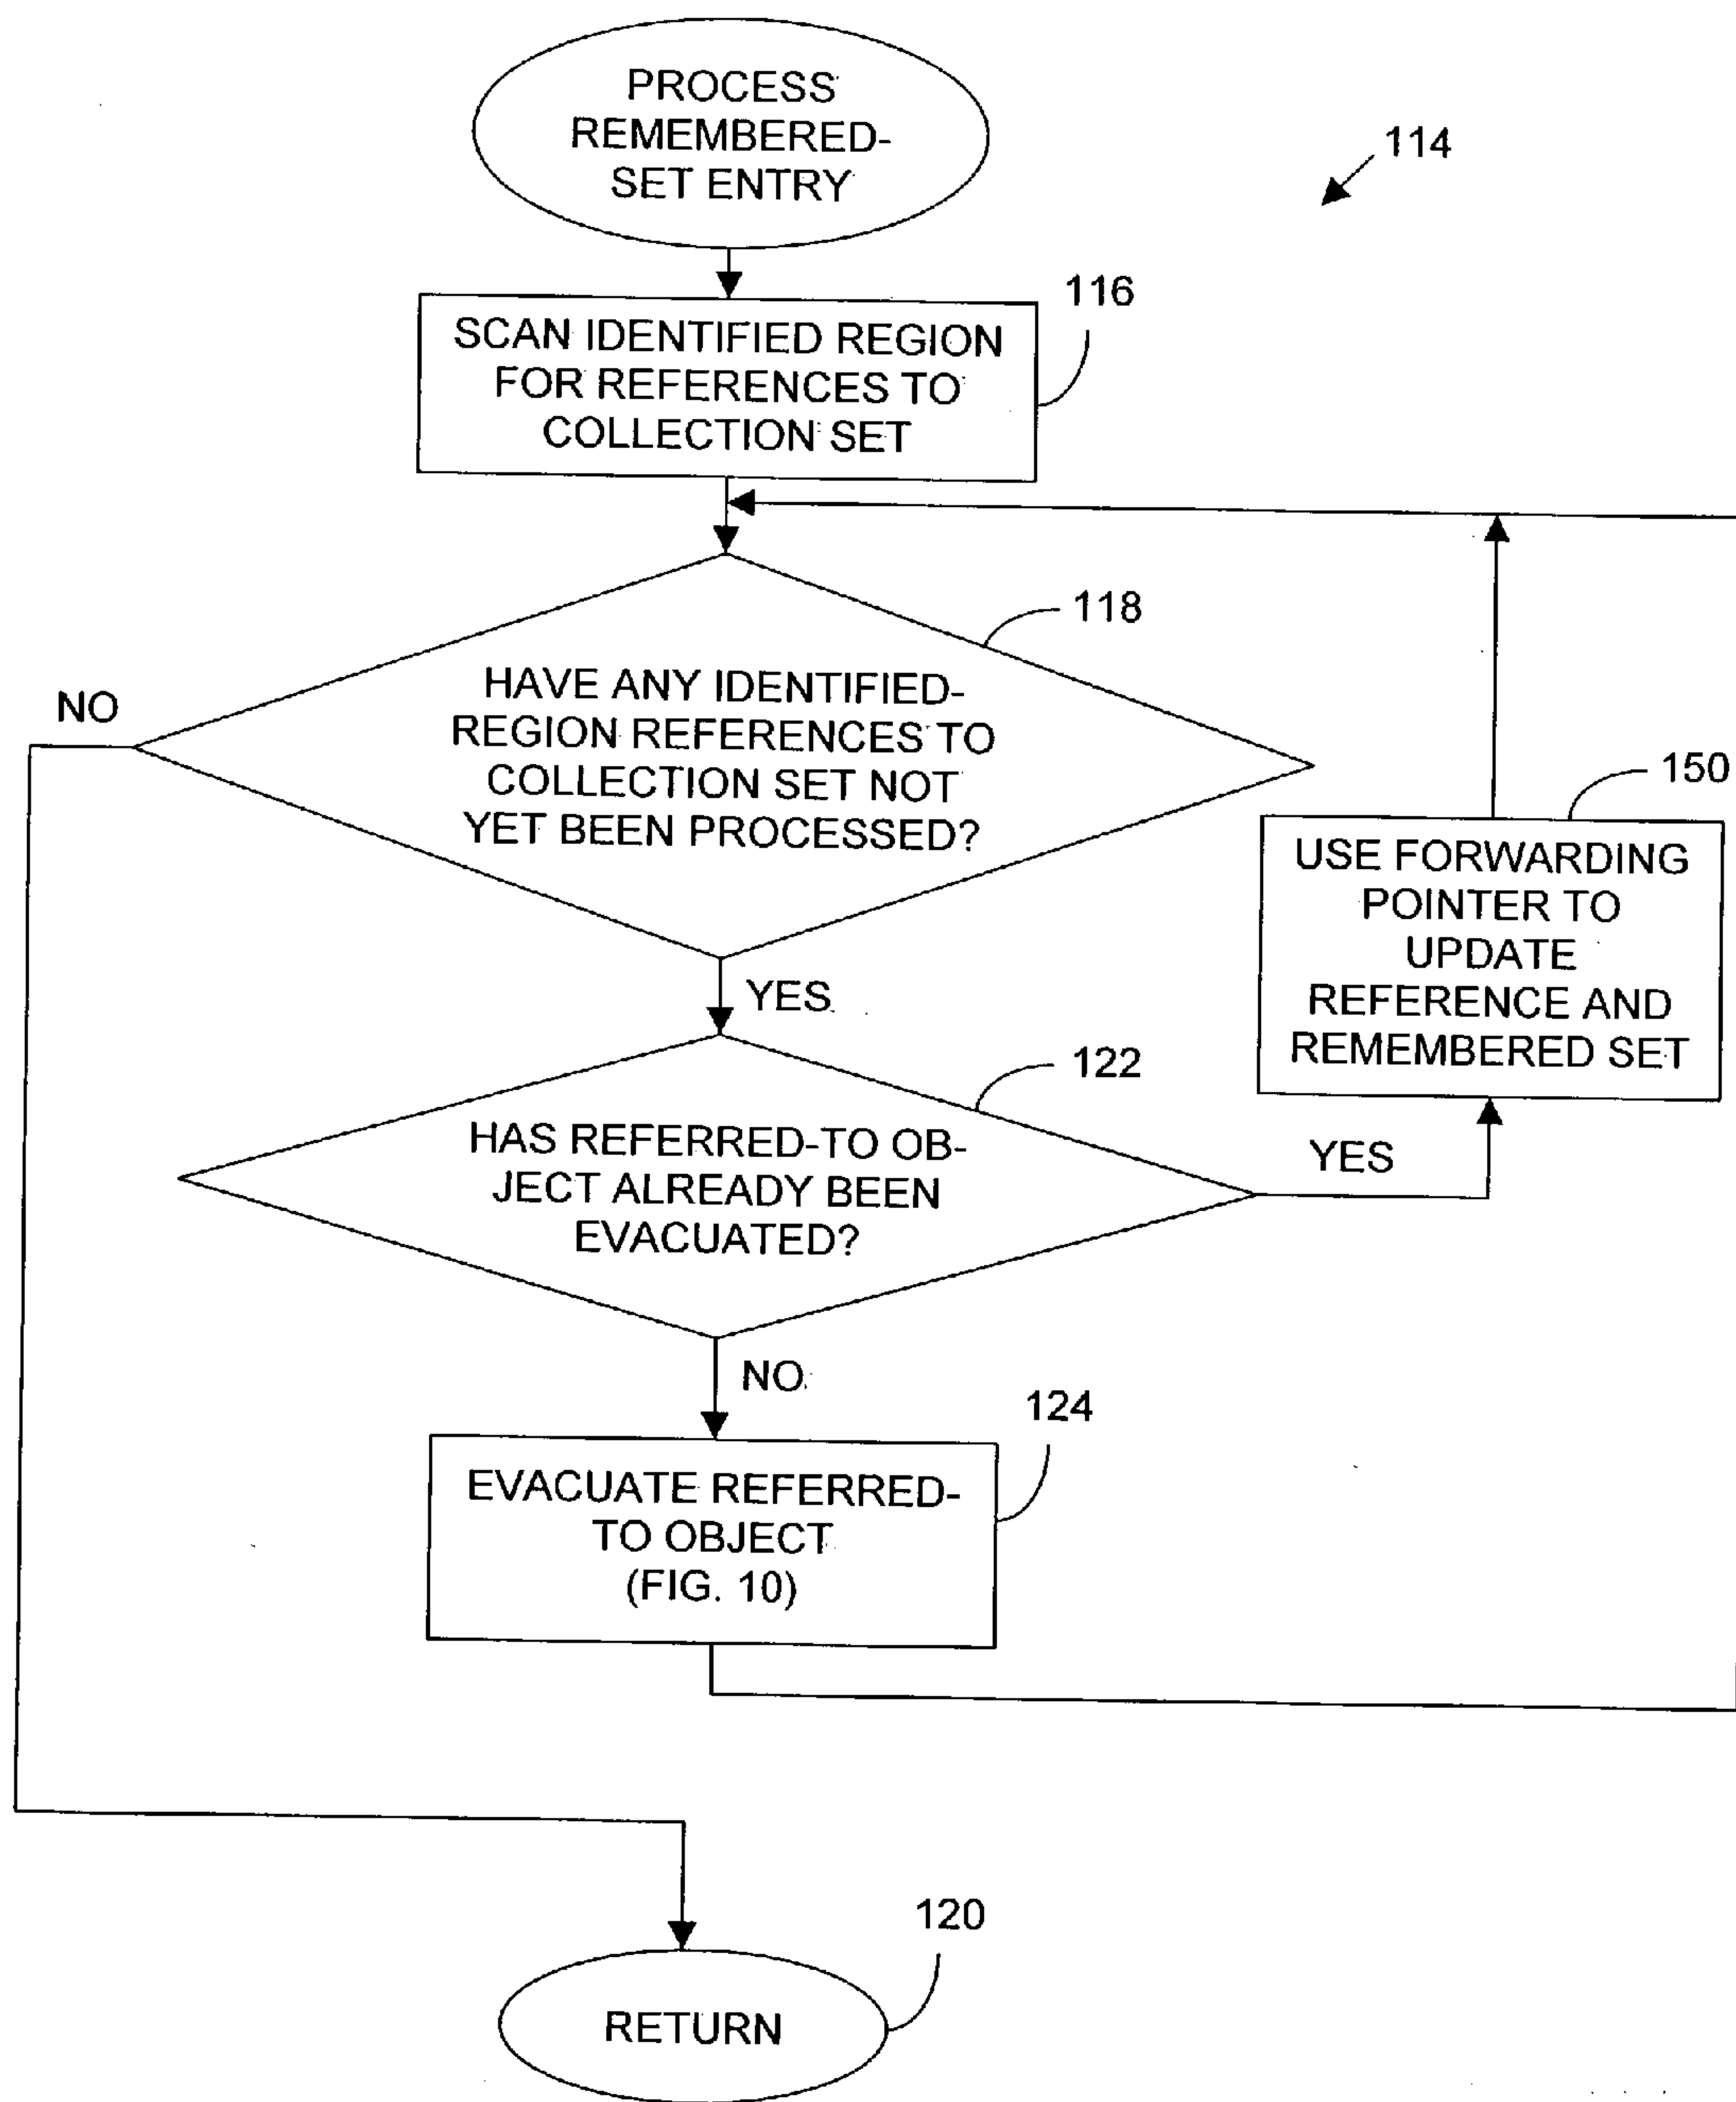 PROCESS
REMEMBERED-
SET ENTRY
114
116
SCAN IDENTIFIED REGION
FOR REFERENCES TO
COLLECTION SET
118
HAVE ANY IDENTIFIED-
REGION REFERENCES TO
COLLECTION SET NOT
YET BEEN PROCESSED?
NO
YES
150
USE FORWARDING
POINTER TO
UPDATE
REFERENCE AND
REMEMBERED SET
122
HAS REFERRED-TO OB-
JECT ALREADY BEEN
EVACUATED?
YES
NO
124
EVACUATE REFERRED-
TO OBJECT
(FIG. 10)
120
RETURN